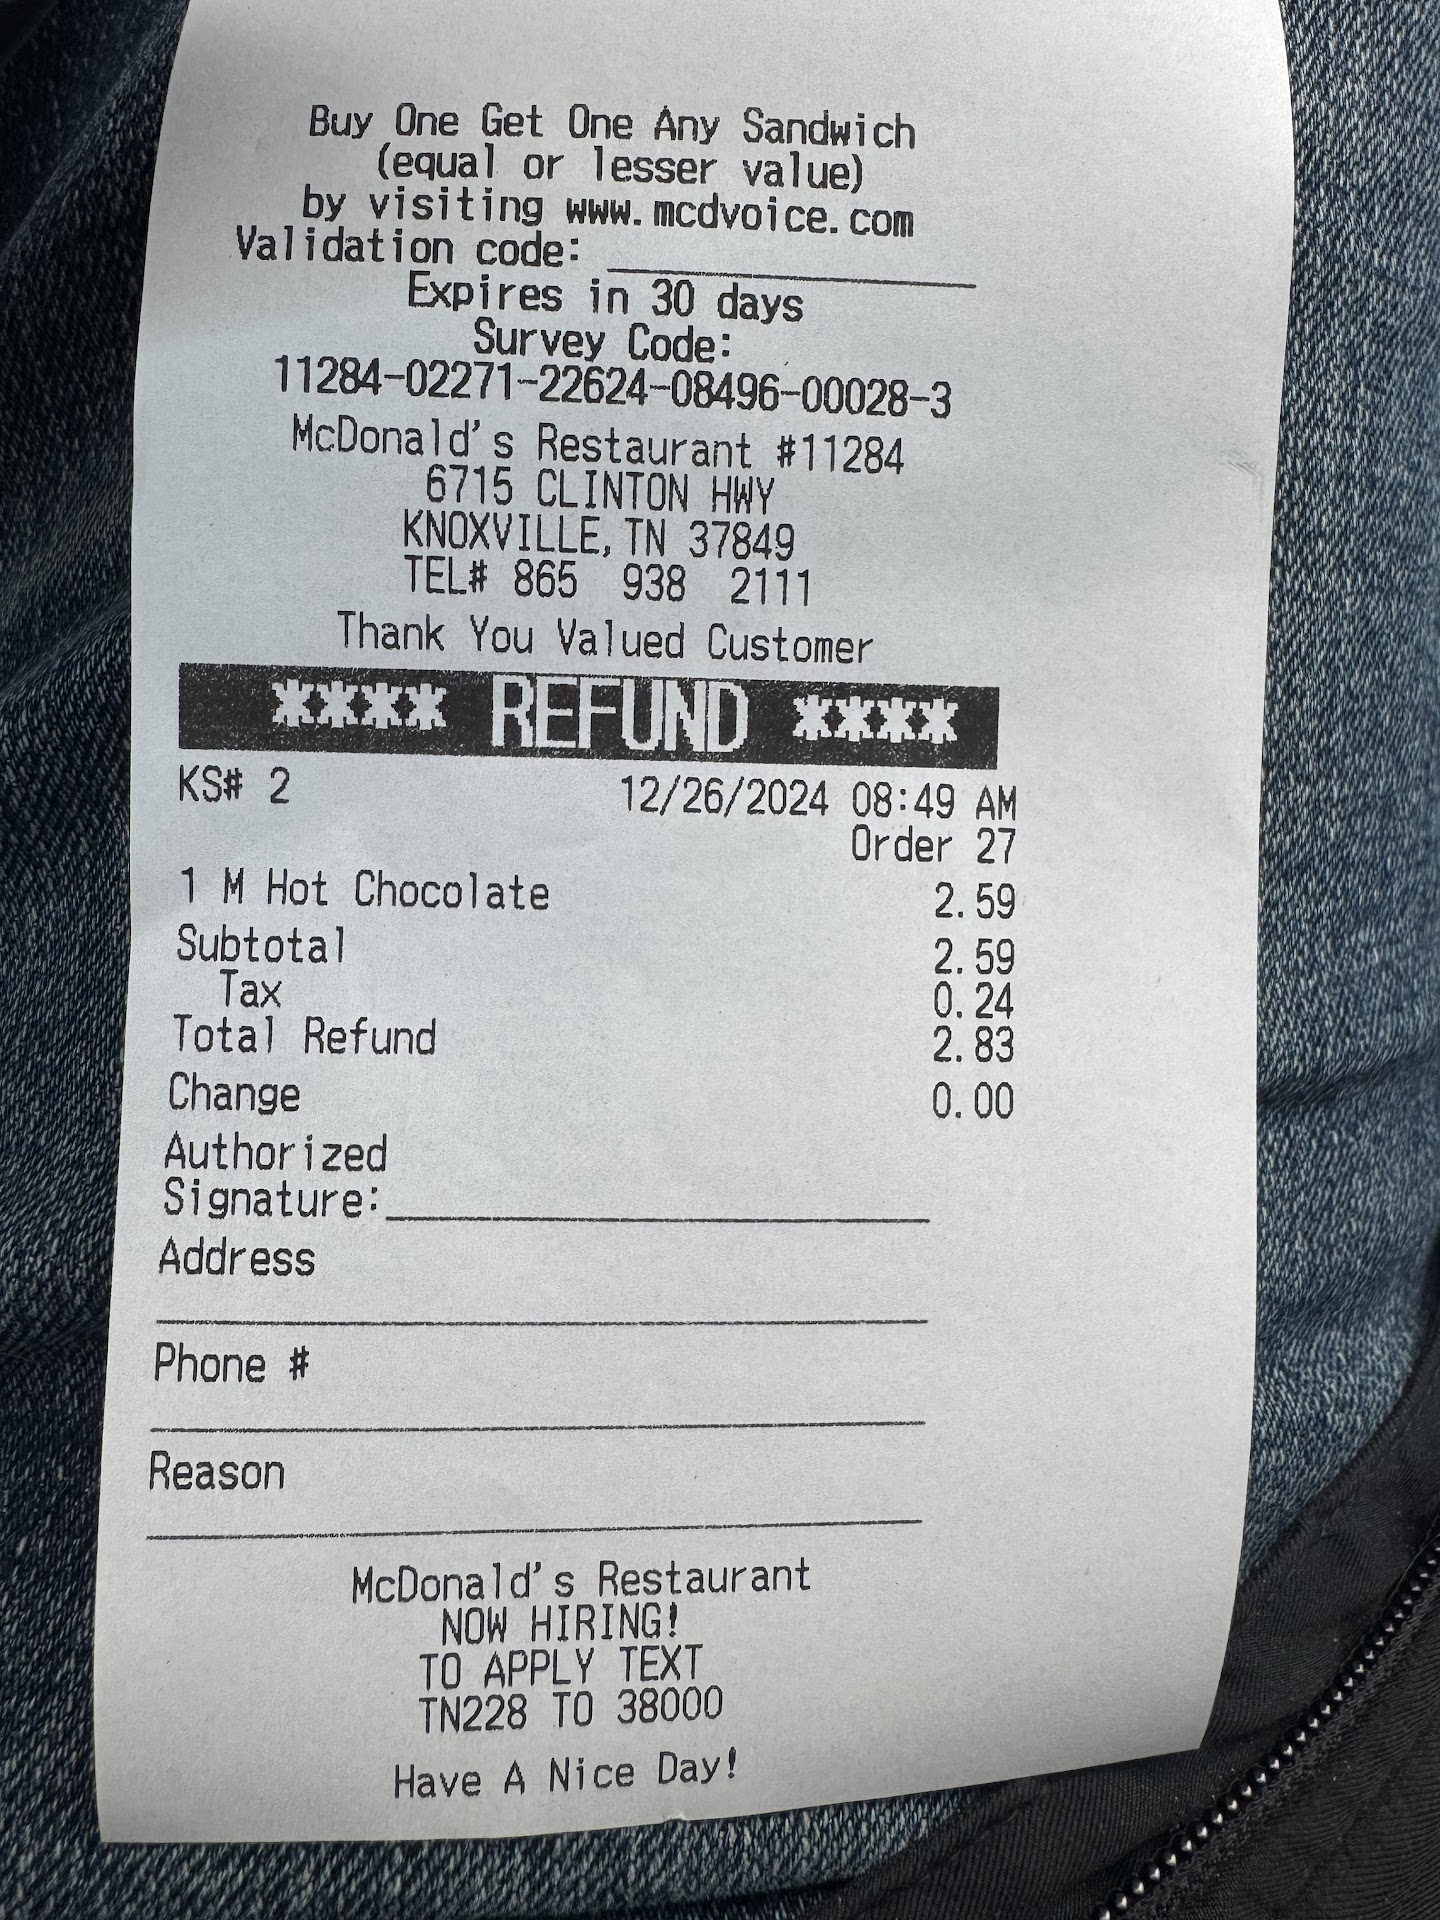 Buy One Get One Any Sandwich
(equal or lesser value)
by visiting www.mcdvoice.com
Validation code:
Expires in 30 days
Survey Code:
11284-02271-22624-08496-00028-3
McDonald's Restaurant #11284
6715 CLINTON HWY
KNOXVILLE, TN 37849
TEL# 865 938 2111
Thank You Valued Customer
**** REFUND ****
KS# 2 12/26/2024 08:49 AM
Order 27
1 M Hot Chocolate 2.59
Subtotal 2.59
Tax 0.24
Total Refund 2.83
Change 0.00
Authorized
Signature:
Address
Phone #
Reason
McDonald's Restaurant
NOW HIRING!
TO APPLY TEXT
TN228 TO 38000
Have A Nice Day!